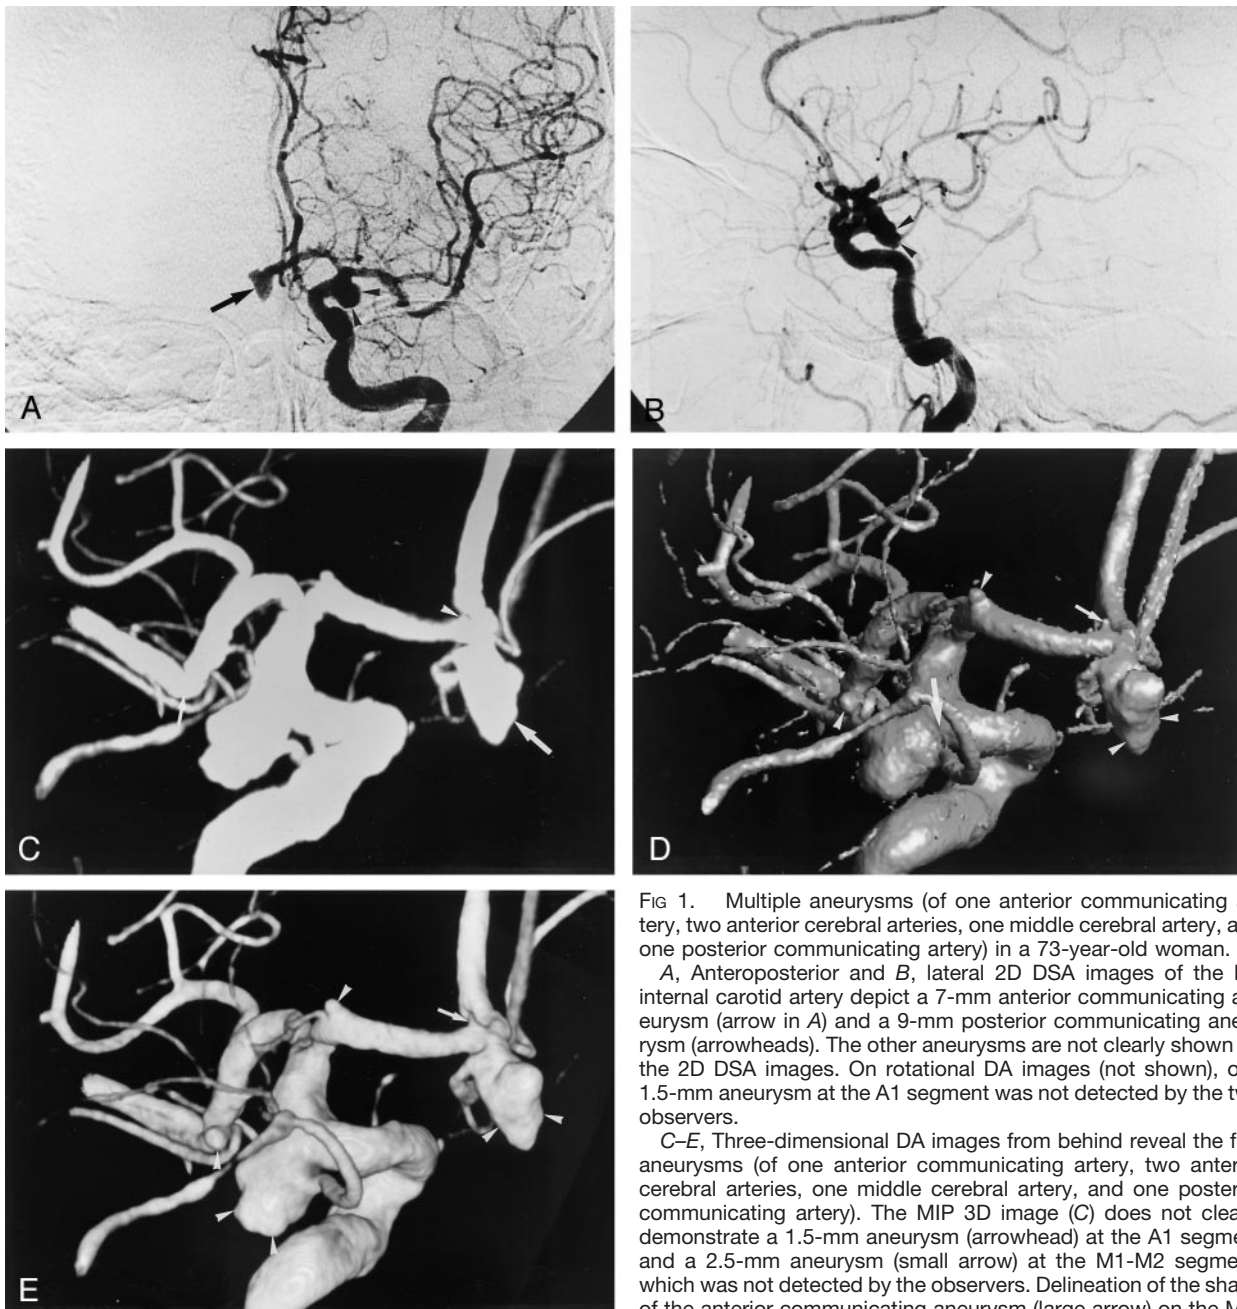 A
B
C
D
E
FIG 1. Multiple aneurysms (of one anterior communicating
tery, two anterior cerebral arteries, one middle cerebral artery, a
one posterior communicating artery) in a 73-year-old woman.
A, Anteroposterior and B, lateral 2D DSA images of the
internal carotid artery depict a 7-mm anterior communicating a
eurysm (arrow in A) and a 9-mm posterior communicating ane
rysm (arrowheads). The other aneurysms are not clearly shown
the 2D DSA images. On rotational DA images (not shown), o
1.5-mm aneurysm at the A1 segment was not detected by the tw
observers.
C–E, Three-dimensional DA images from behind reveal the f
aneurysms (of one anterior communicating artery, two anter
cerebral arteries, one middle cerebral artery, and one poster
communicating artery). The MIP 3D image (C) does not clea
demonstrate a 1.5-mm aneurysm (arrowhead) at the A1 segme
and a 2.5-mm aneurysm (small arrow) at the M1-M2 segme
which was not detected by the observers. Delineation of the sha
of the anterior communicating aneurysm (large arrow) on the M